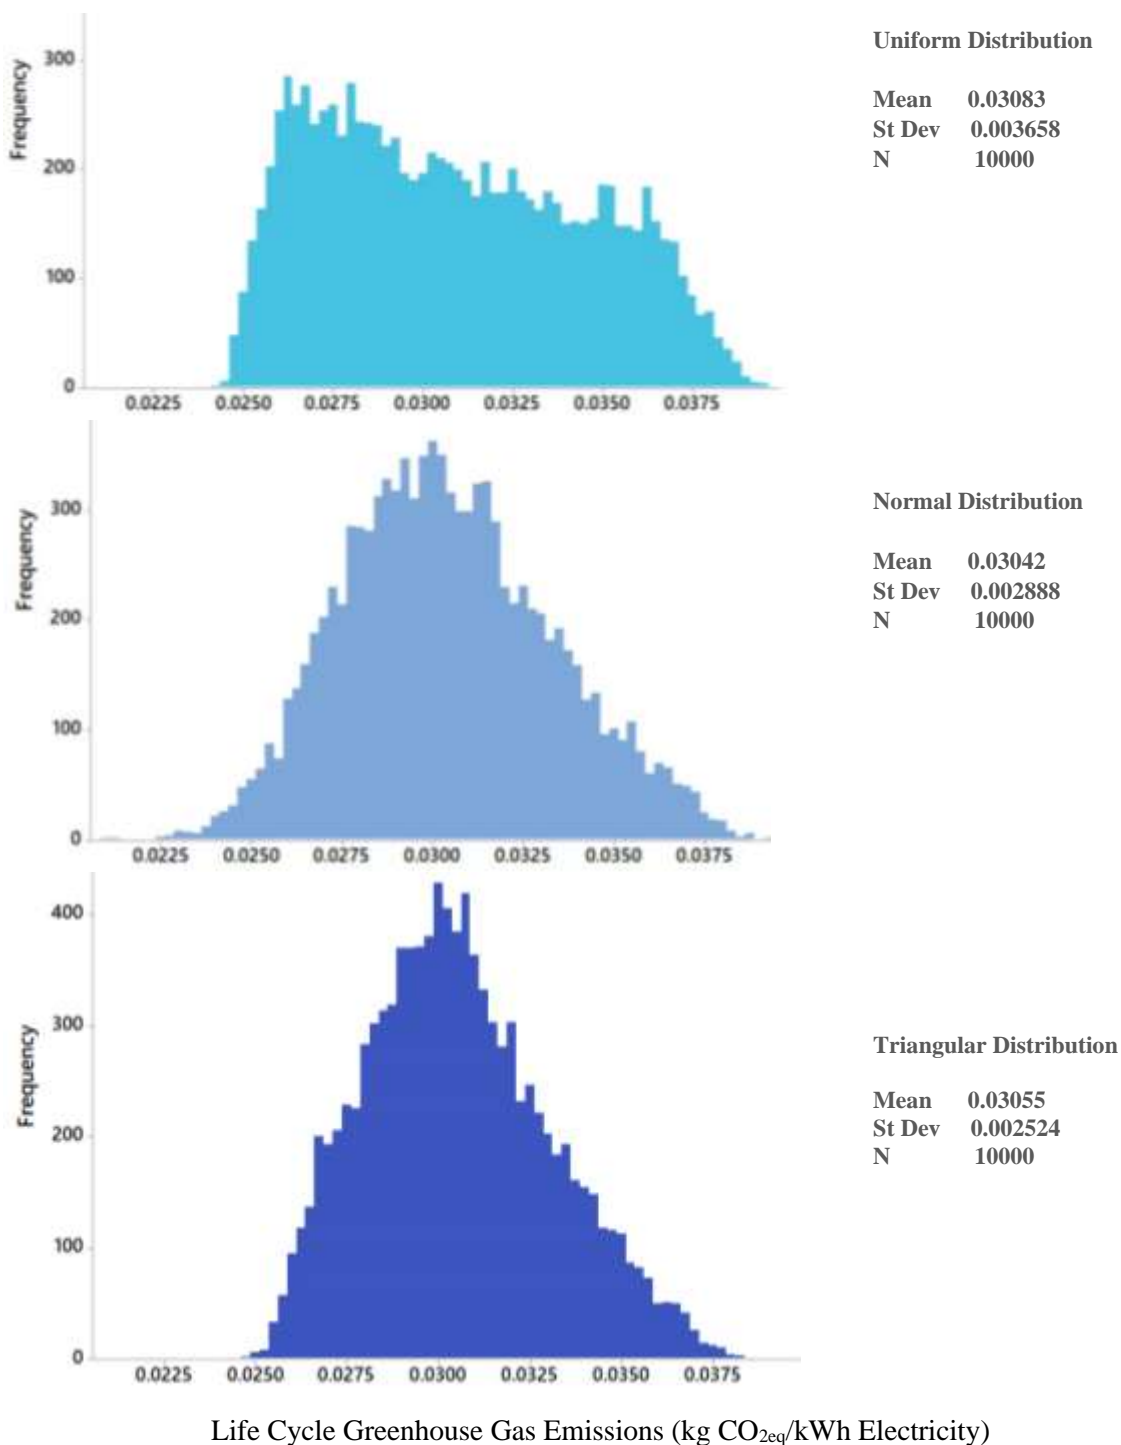 Uniform Distribution
Mean 0.03083
St Dev 0.003658
N 10000
Frequency
300
200
100
0
0.0225 0.0250 0.0275 0.0300 0.0325 0.0350 0.0375
Normal Distribution
Mean 0.03042
St Dev 0.002888
N 10000
Frequency
300
200
100
0
0.0225 0.0250 0.0275 0.0300 0.0325 0.0350 0.0375
Triangular Distribution
Mean 0.03055
St Dev 0.002524
N 10000
Frequency
400
300
200
100
0
0.0225 0.0250 0.0275 0.0300 0.0325 0.0350 0.0375
Life Cycle Greenhouse Gas Emissions (kg CO₂eq/kWh Electricity)